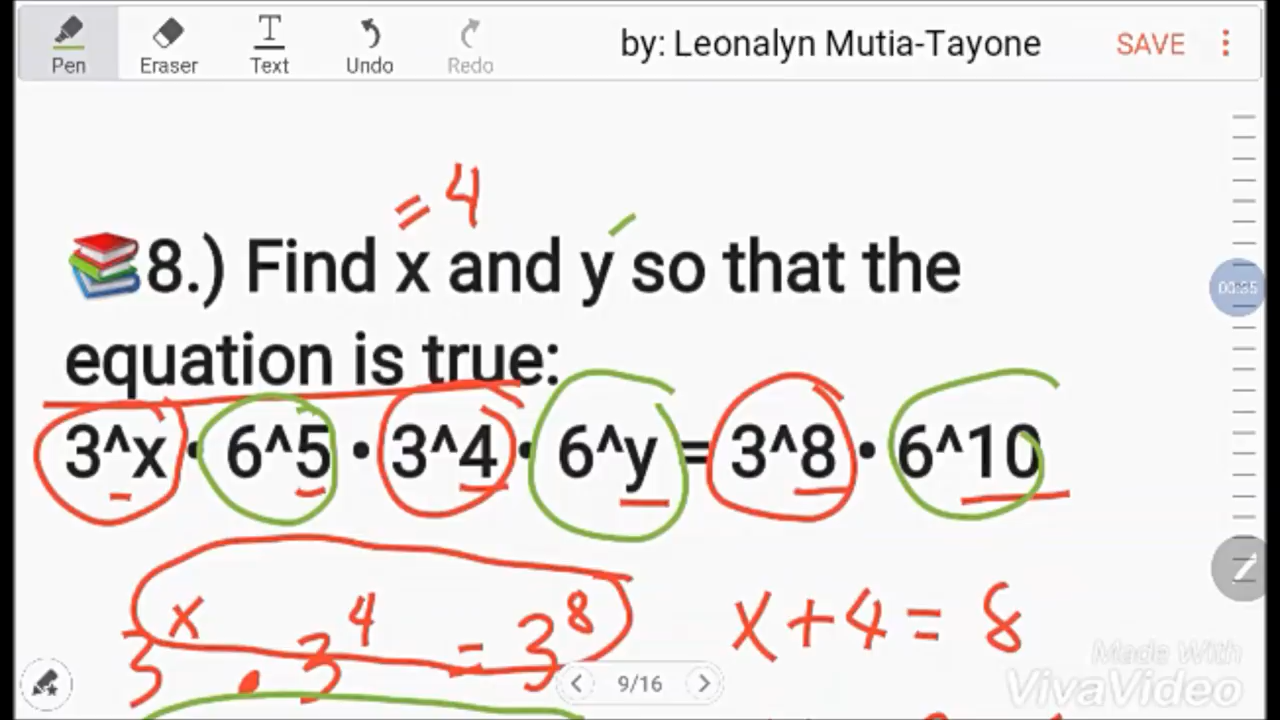 Pen Eraser Text Undo Redo by: Leonalyn Mutia-Tayone SAVE
= 4
8.) Find x and y so that the
equation is true:
3^x · 6^5 · 3^4 · 6^y = 3^8 · 6^10
3^x · 3^4 = 3^8 x + 4 = 8
9/16
Made With
VivaVideo